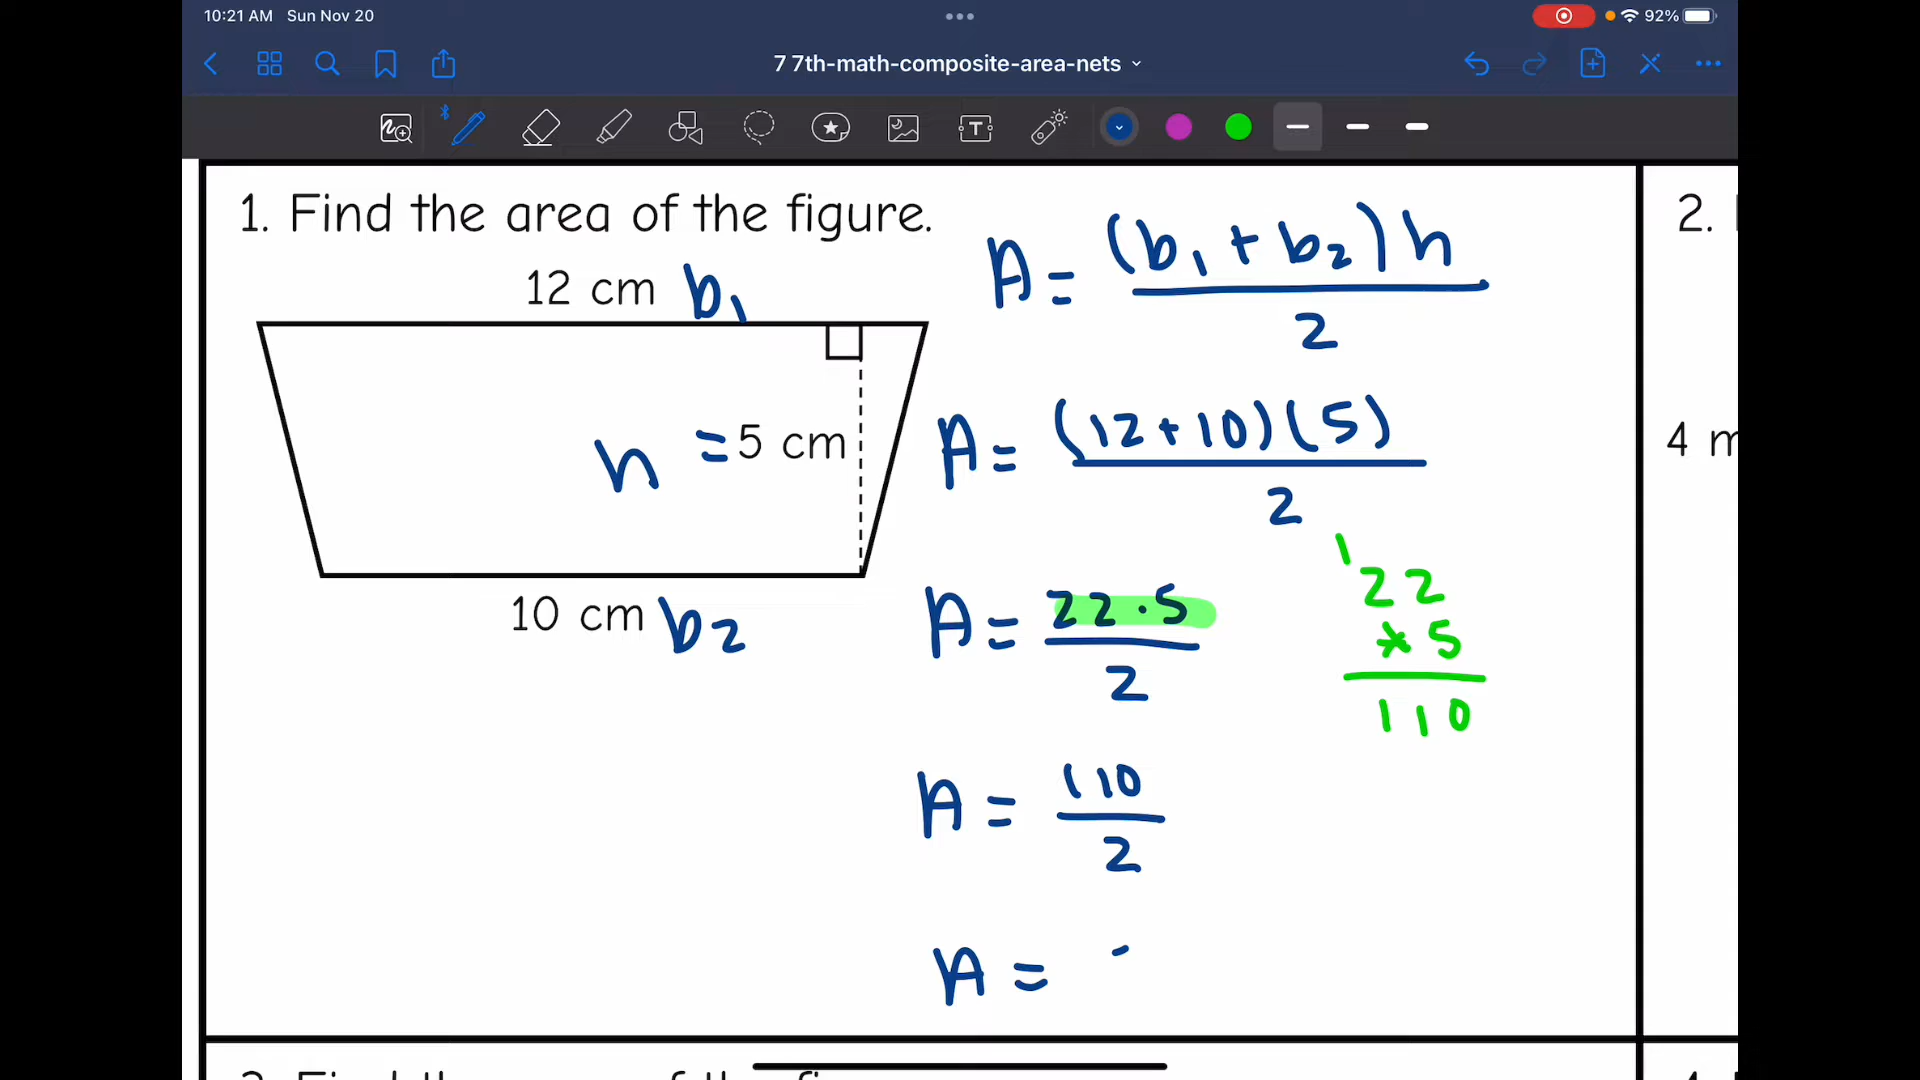 10:21 AM Sun Nov 20
92%
7 7th-math-composite-area-nets
T
1. Find the area of the figure.
12 cm b₁
h = 5 cm
10 cm b₂
A = (b₁ + b₂)h
2
A = (12+10)(5)
2
A = 22·5
2
A = 110
2
A =
1
22
× 5
110
2.
4 m